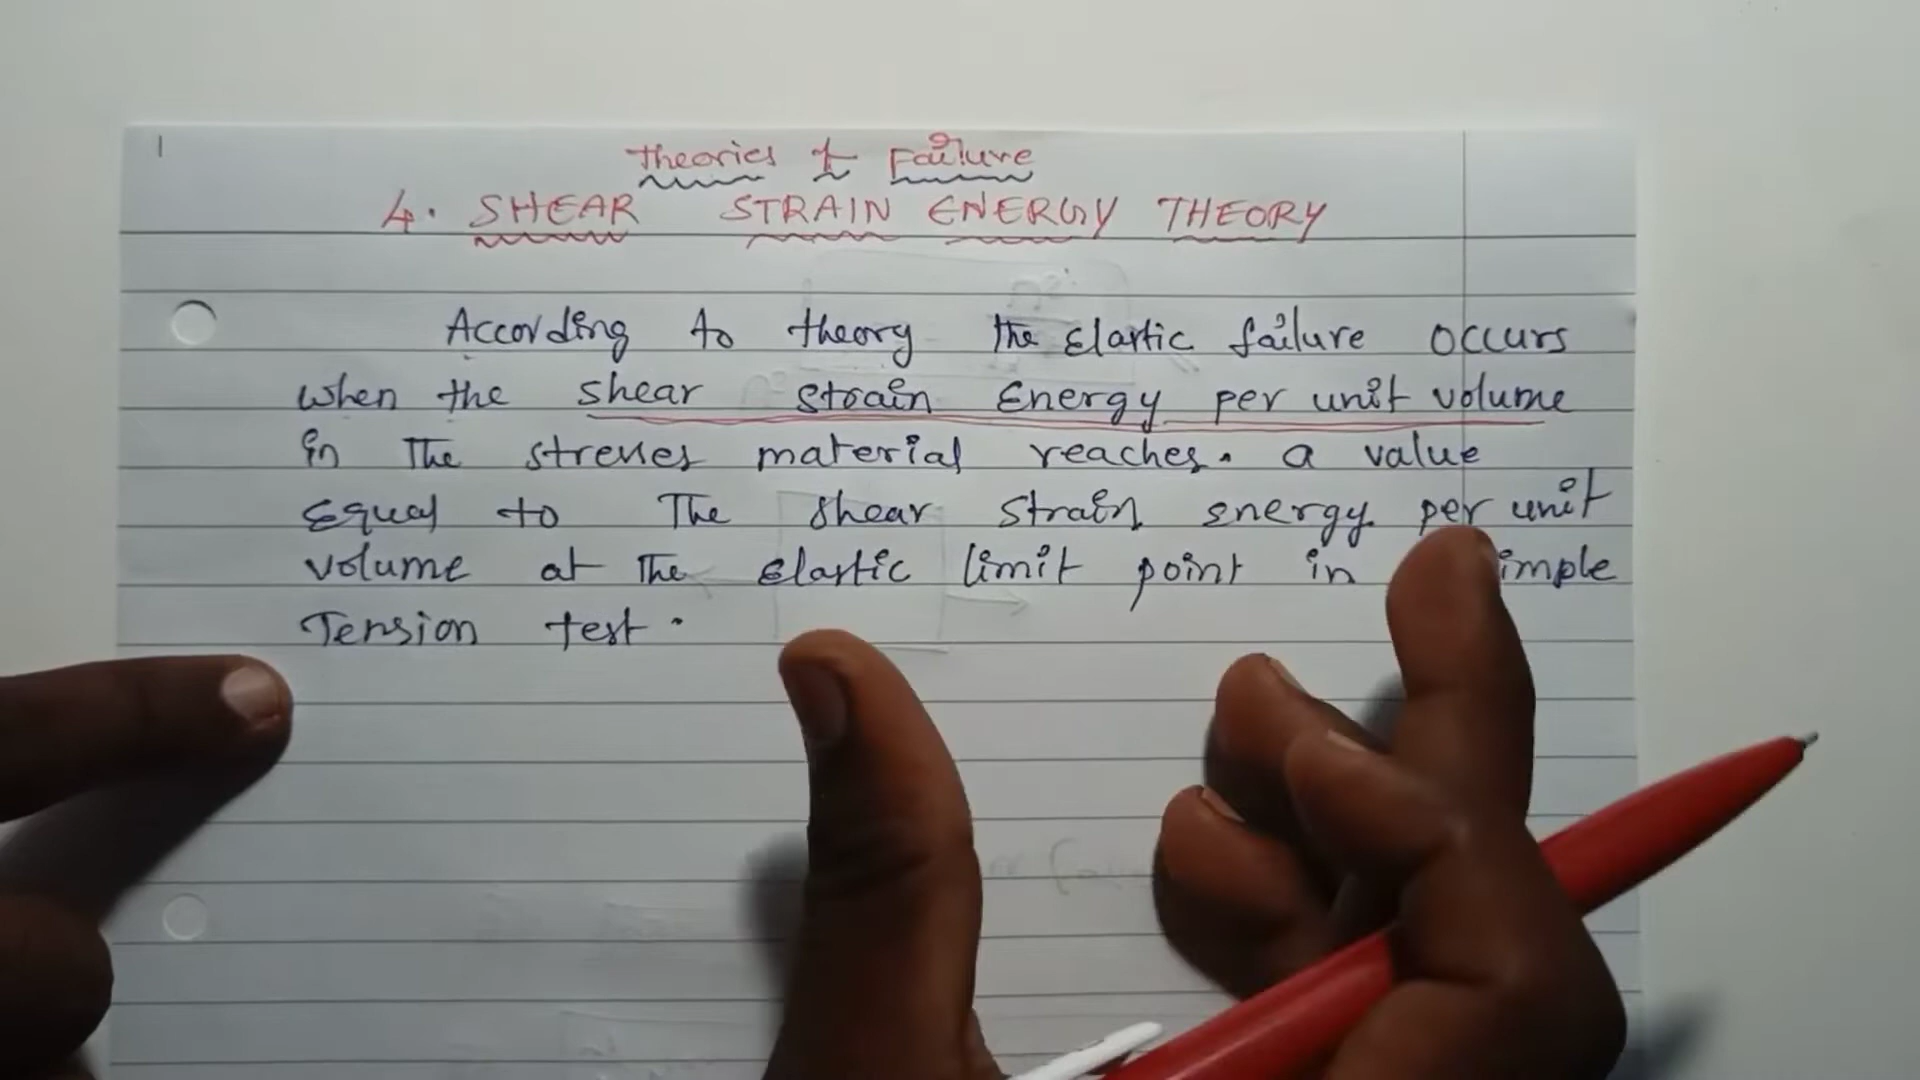 Theories of Failure
4. SHEAR STRAIN ENERGY THEORY
According to theory the Elastic failure occurs
when the shear strain Energy per unit volume
in The stresses material reaches. a value
Equal to The shear strain energy per unit
volume at The Elastic limit point in imple
Tension test.